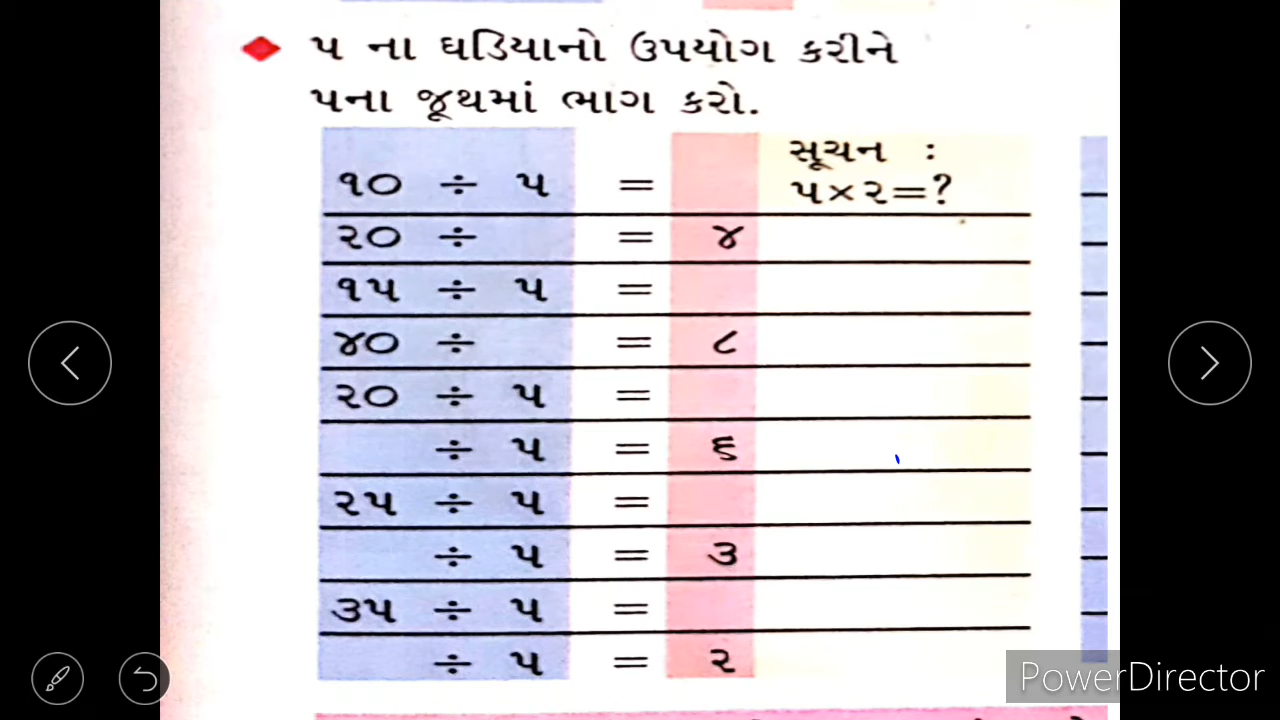 ૫ ના ઘડિયાનો ઉપયોગ કરીને
૫ના જૂથમાં ભાગ કરો.
સૂચન :
૧૦ ÷ ૫ = ૫×૨=?
૨૦ ÷ = ૪
૧૫ ÷ ૫ =
૪૦ ÷ = ૮
૨૦ ÷ ૫ =
÷ ૫ = ૬
૨૫ ÷ ૫ =
÷ ૫ = ૩
૩૫ ÷ ૫ =
÷ ૫ = ૨
PowerDirector